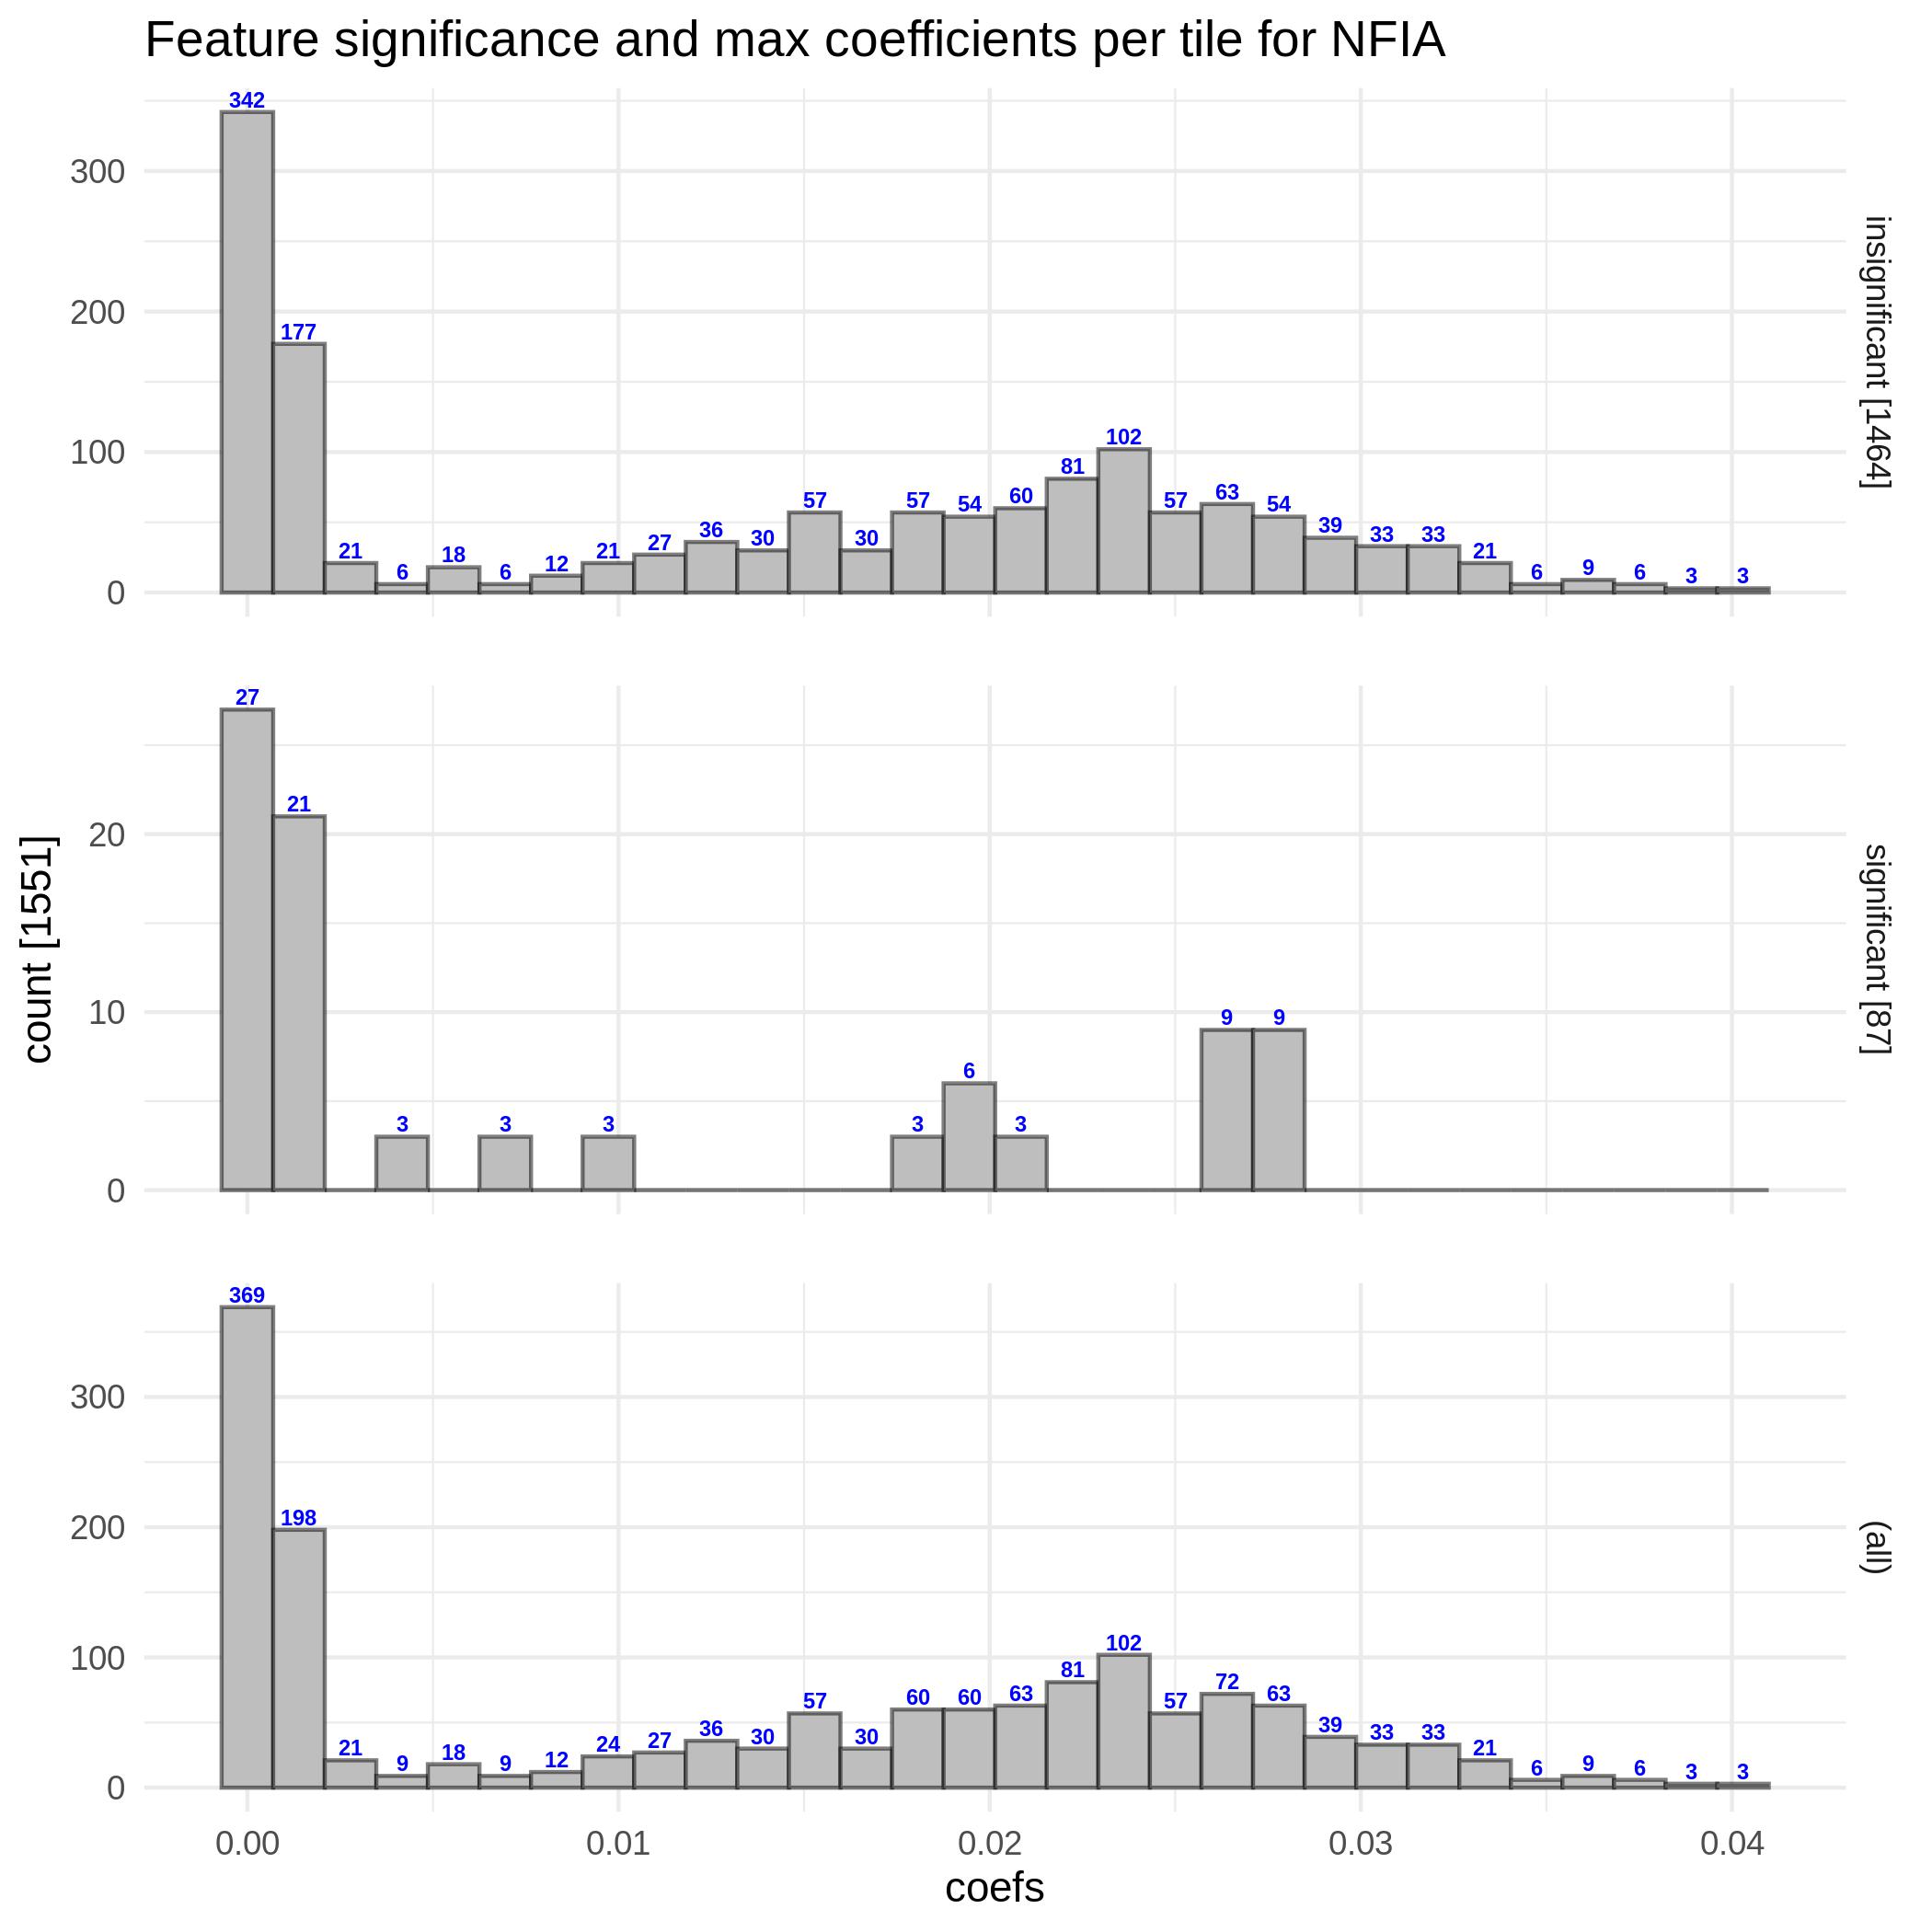 Feature significance and max coefficients per tile for NFIA
342
300
177
200
102
100
81
57 57 54 60 57 63 54
21 6 18 6 12 21 27 36 30 30 39 33 33 21 6 9 6 3 3
0
insignificant [1464]
27
21
20
10
9 9
6
3 3 3 3 3
0
significant [87]
count [1551]
369
300
198
200
102
100
81
57 60 60 63 57 72 63
21 9 18 9 12 24 27 36 30 30 39 33 33 21 6 9 6 3 3
0
(all)
0.00 0.01 0.02 0.03 0.04
coefs